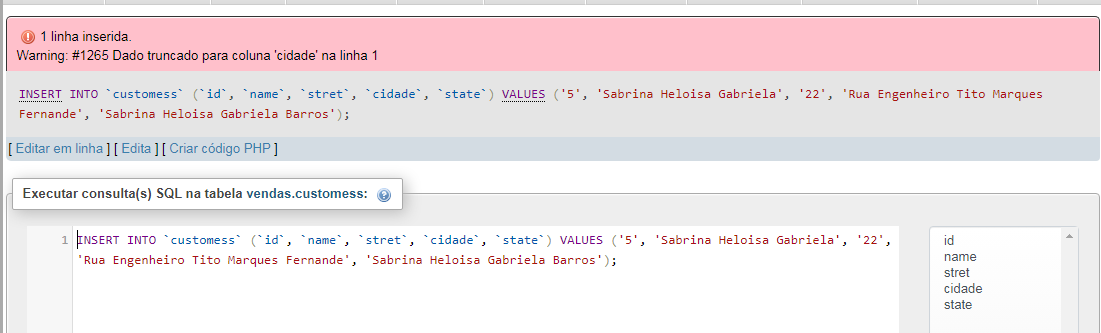 1 linha inserida.
Warning: #1265 Dado truncado para coluna 'cidade' na linha 1
INSERT INTO `customess` (`id`, `name`, `stret`, `cidade`, `state`) VALUES ('5', 'Sabrina Heloisa Gabriela', '22', 'Rua Engenheiro Tito Marques
Fernande', 'Sabrina Heloisa Gabriela Barros');
[ Editar em linha ] [ Edita ] [ Criar código PHP ]
Executar consulta(s) SQL na tabela vendas.customess:
1 INSERT INTO `customess` (`id`, `name`, `stret`, `cidade`, `state`) VALUES ('5', 'Sabrina Heloisa Gabriela', '22',
'Rua Engenheiro Tito Marques Fernande', 'Sabrina Heloisa Gabriela Barros');
id
name
stret
cidade
state